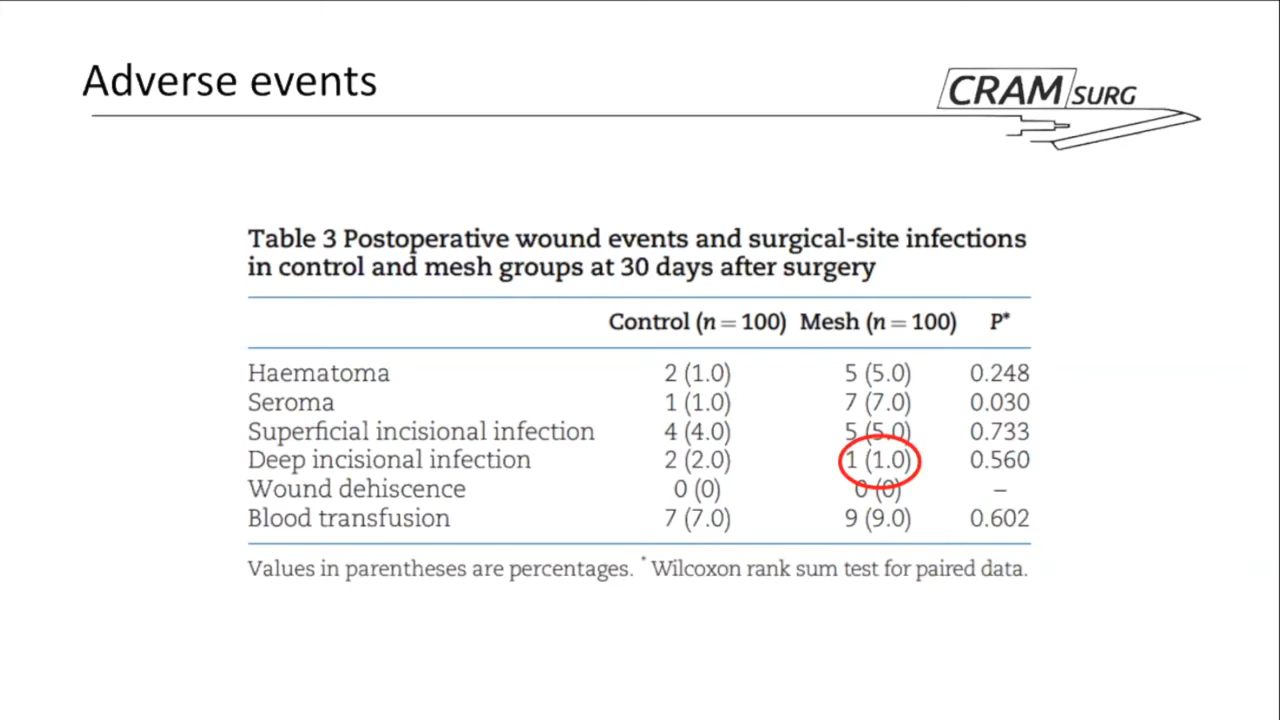 Adverse events
CRAM SURG
Table 3 Postoperative wound events and surgical-site infections
in control and mesh groups at 30 days after surgery
Control (n = 100) Mesh (n = 100) P*
Haematoma 2 (1.0) 5 (5.0) 0.248
Seroma 1 (1.0) 7 (7.0) 0.030
Superficial incisional infection 4 (4.0) 5 (5.0) 0.733
Deep incisional infection 2 (2.0) 1 (1.0) 0.560
Wound dehiscence 0 (0) 0 (0) –
Blood transfusion 7 (7.0) 9 (9.0) 0.602
Values in parentheses are percentages. *Wilcoxon rank sum test for paired data.